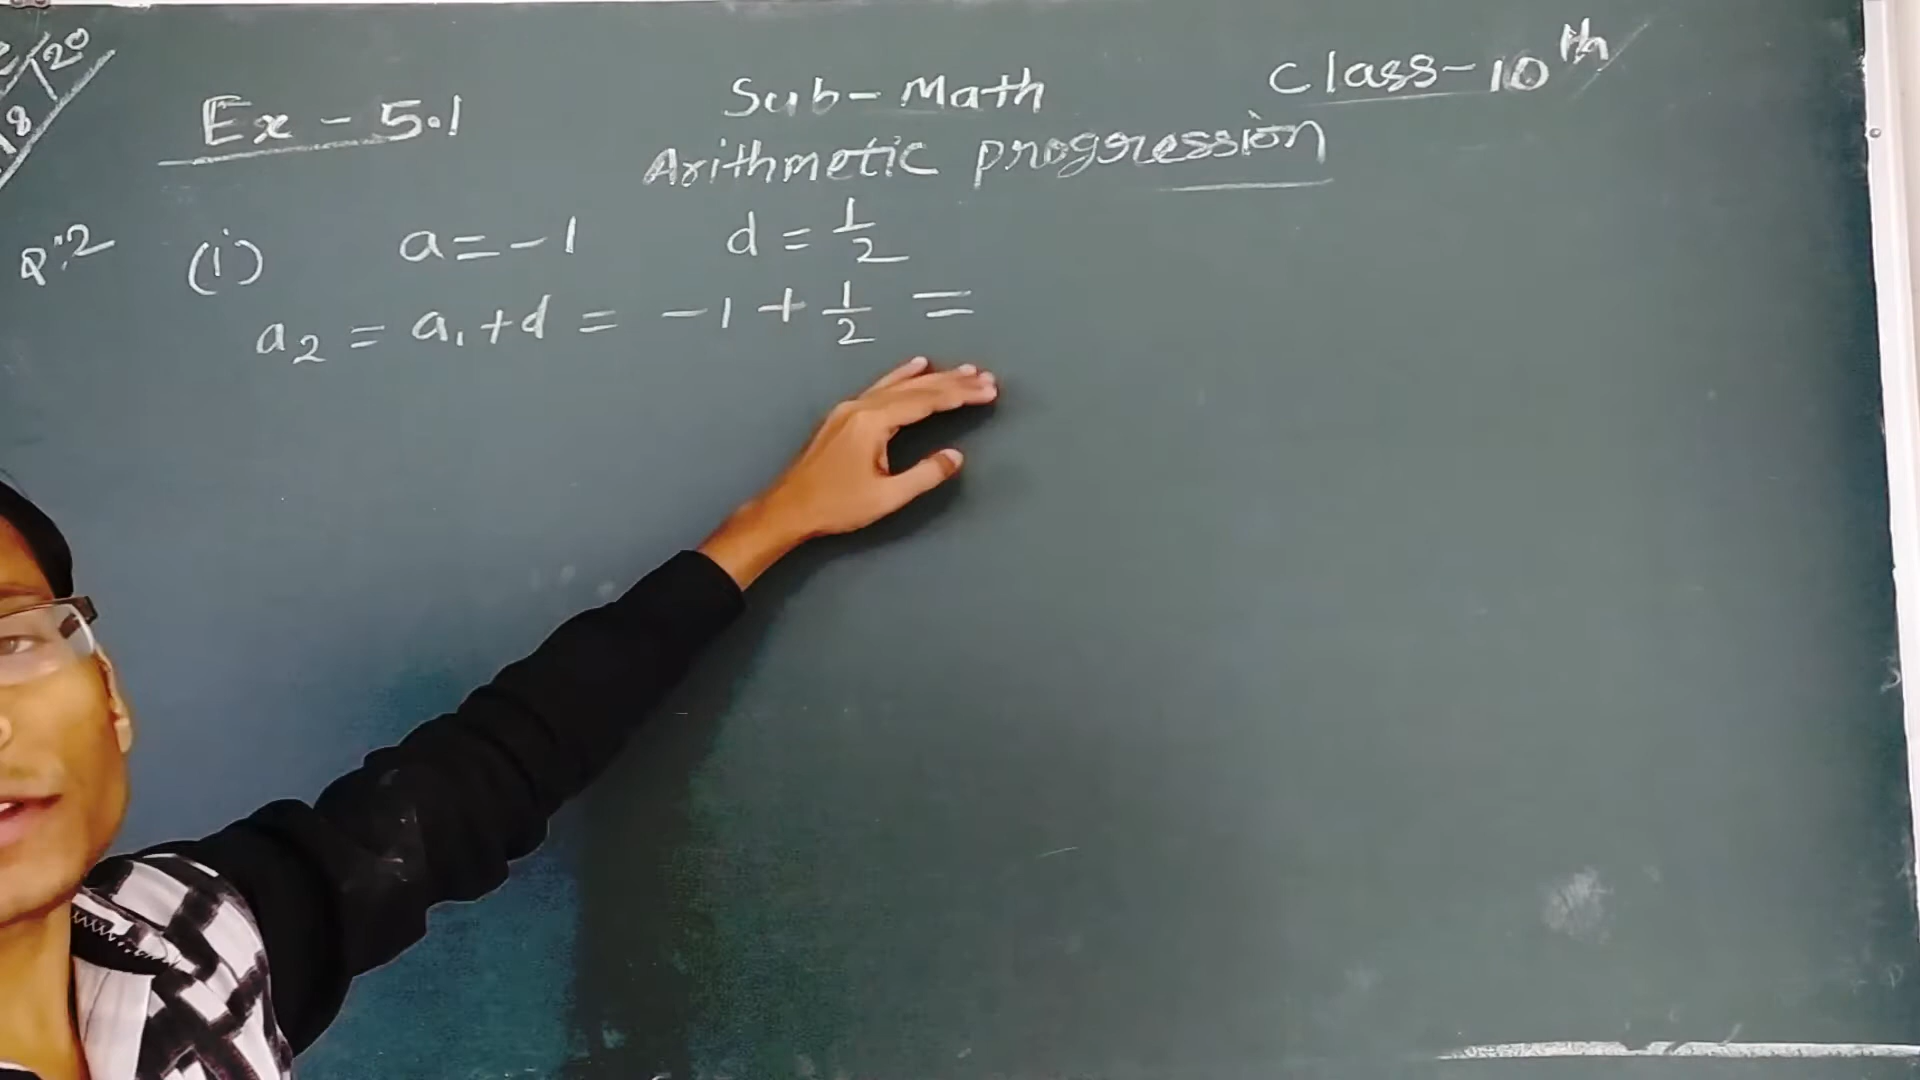 Sub-Math
Class-10th
Ex-5.1
Arithmetic progression
Q.2 (i) a=-1 d=1/2
a2 = a1+d = -1+1/2 =